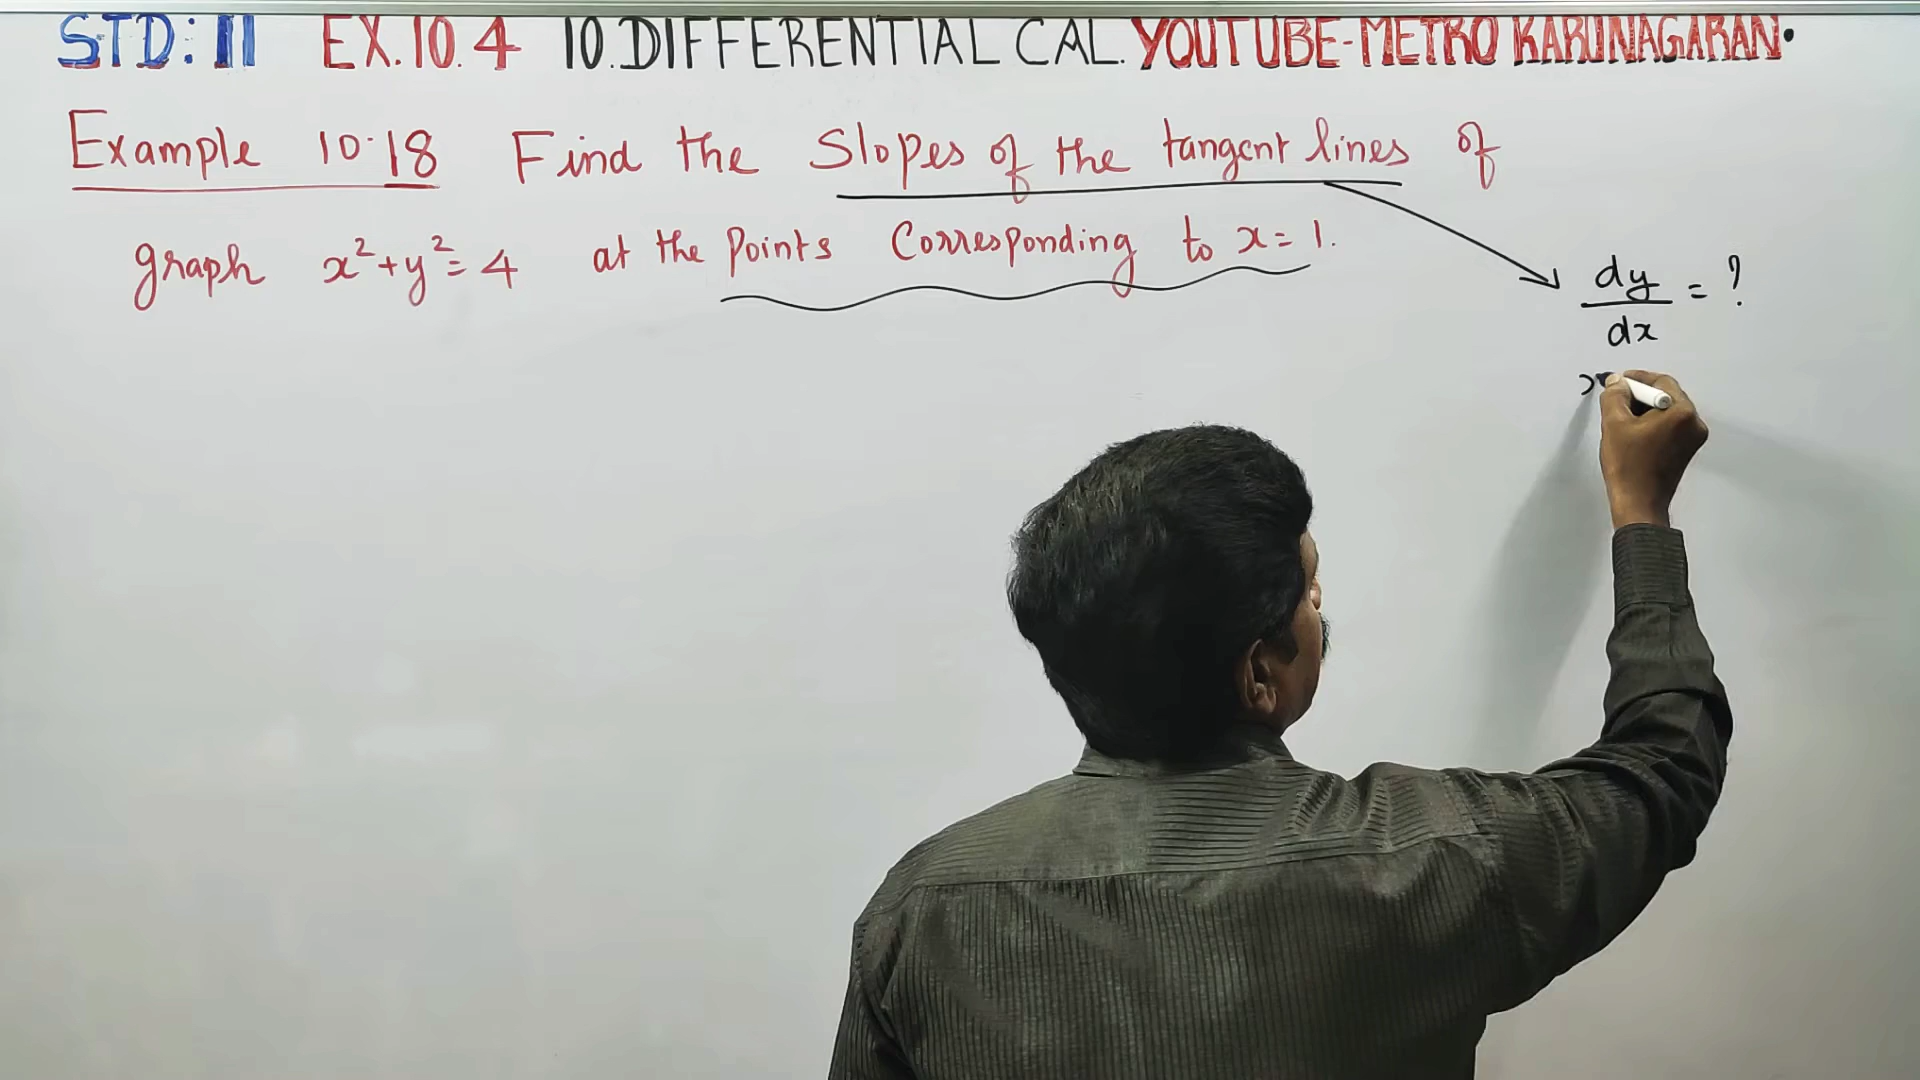 STD: 11 EX.10.4 10.DIFFERENTIAL CAL. YOUTUBE-METRO KARUNAGARAN.
Example 10.18 Find the Slopes of the tangent lines of
graph x²+y²=4 at the points Corresponding to x=1.
dy/dx = ?
x